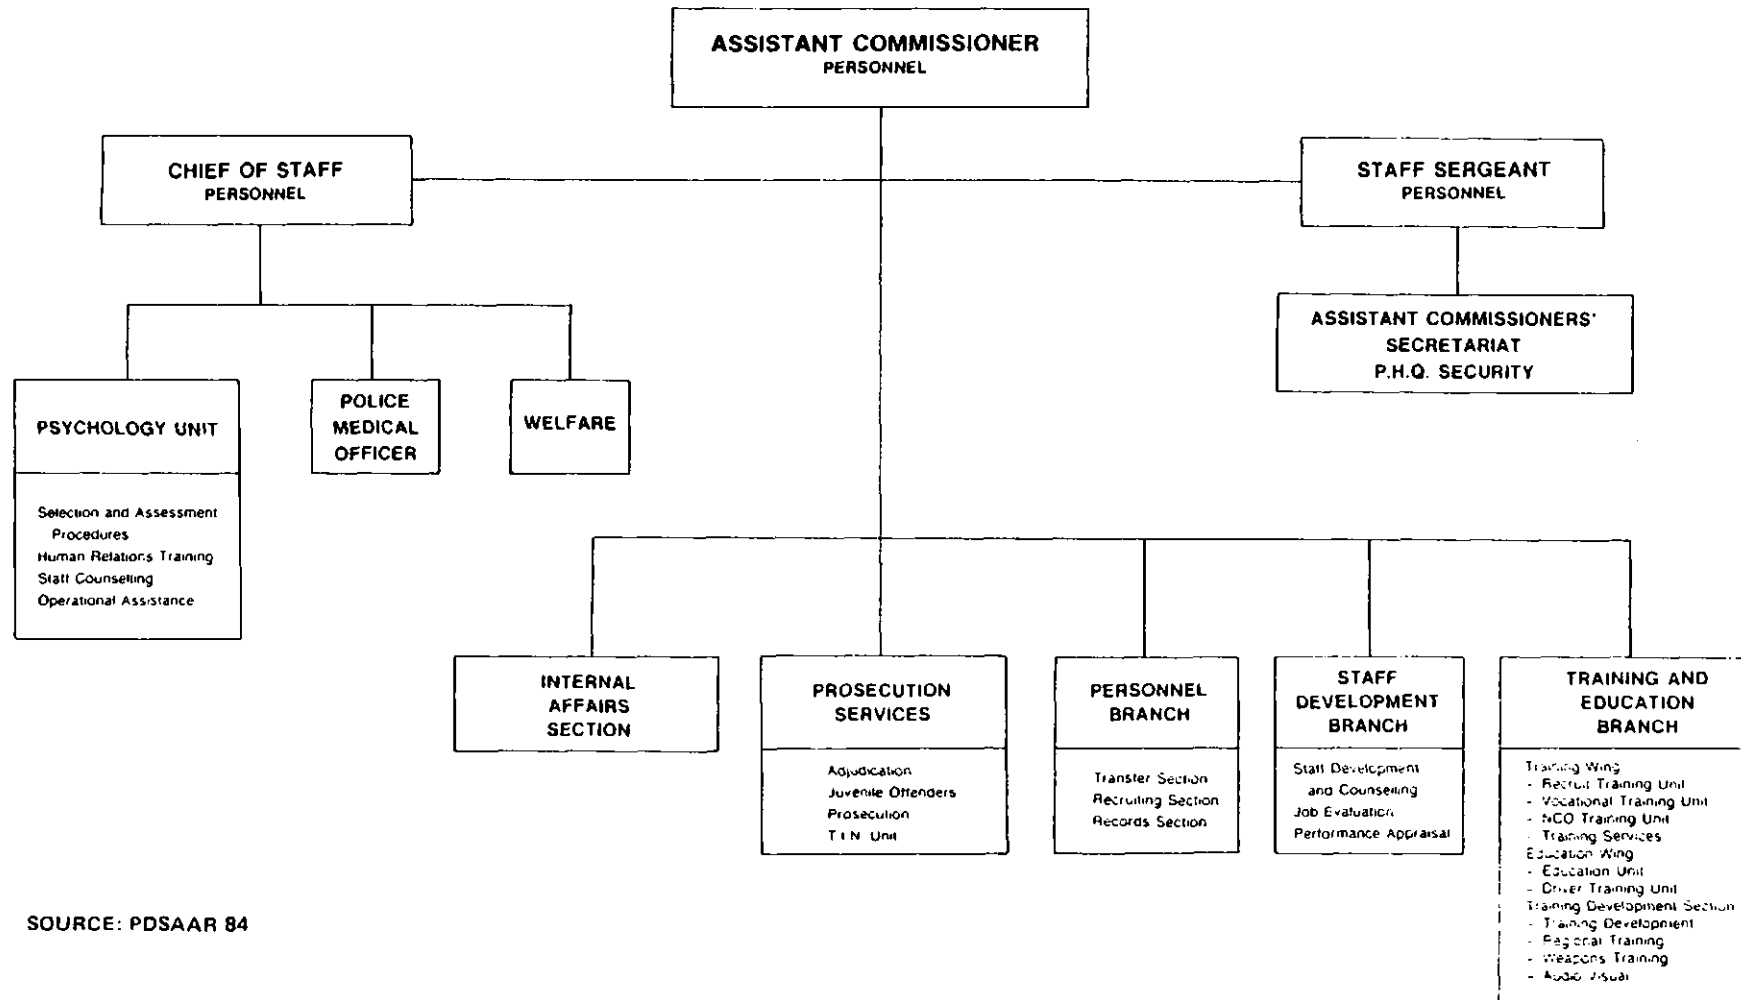 ASSISTANT COMMISSIONER
PERSONNEL
CHIEF OF STAFF
PERSONNEL
STAFF SERGEANT
PERSONNEL
ASSISTANT COMMISSIONERS'
SECRETARIAT
P.H.Q. SECURITY
PSYCHOLOGY UNIT
Selection and Assessment
Procedures
Human Relations Training
Staff Counselling
Operational Assistance
POLICE
MEDICAL
OFFICER
WELFARE
INTERNAL
AFFAIRS
SECTION
PROSECUTION
SERVICES
Adjudication
Juvenile Offenders
Prosecution
T I N Unit
PERSONNEL
BRANCH
Transfer Section
Recruiting Section
Records Section
STAFF
DEVELOPMENT
BRANCH
Staff Development
and Counselling
Job Evaluation
Performance Appraisal
TRAINING AND
EDUCATION
BRANCH
Training Wing
- Recruit Training Unit
- Vocational Training Unit
- NCO Training Unit
- Training Services
Education Wing
- Education Unit
- Driver Training Unit
Training Development Section
- Training Development
- Regional Training
- Weapons Training
- Audio Visual
SOURCE: PDSAAR 84